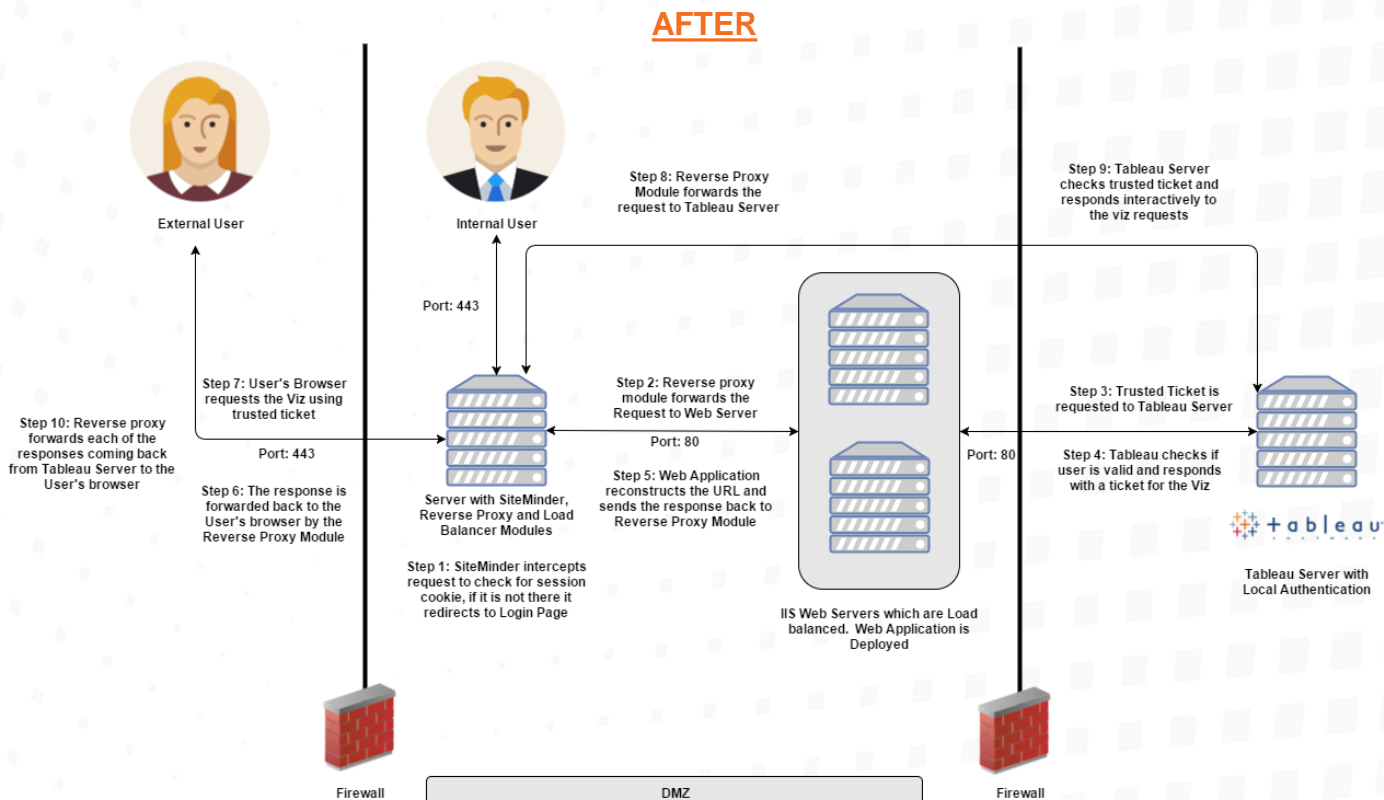 AFTER
External User
Internal User
Step 8: Reverse Proxy
Module forwards the
request to Tableau Server
Step 9: Tableau Server
checks trusted ticket and
responds interactively to
the viz requests
Port: 443
Step 7: User's Browser
requests the Viz using
trusted ticket
Port: 443
Step 6: The response is
forwarded back to the
User's browser by the
Reverse Proxy Module
Step 10: Reverse proxy
forwards each of the
responses coming back
from Tableau Server to the
User's browser
Server with SiteMinder,
Reverse Proxy and Load
Balancer Modules
Step 1: SiteMinder intercepts
request to check for session
cookie, if it is not there it
redirects to Login Page
Step 2: Reverse proxy
module forwards the
Request to Web Server
Port: 80
Step 5: Web Application
reconstructs the URL and
sends the response back to
Reverse Proxy Module
IIS Web Servers which are Load
balanced. Web Application is
Deployed
Step 3: Trusted Ticket is
requested to Tableau Server
Port: 80
Step 4: Tableau checks if
user is valid and responds
with a ticket for the Viz
+ableau
SOFTWARE
Tableau Server with
Local Authentication
Firewall
DMZ
Firewall